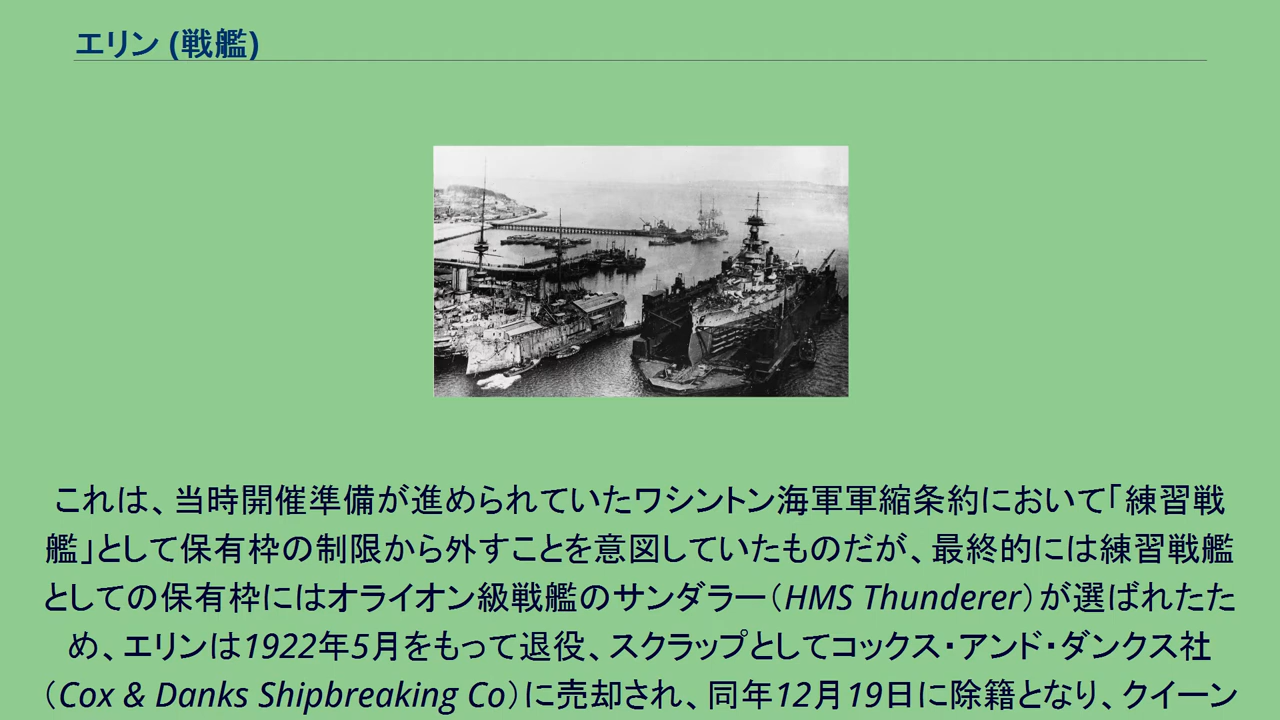 エリン (戦艦)
これは、当時開催準備が進められていたワシントン海軍軍縮条約において「練習戦
艦」として保有枠の制限から外すことを意図していたものだが、最終的には練習戦艦
としての保有枠にはオライオン級戦艦のサンダラー（HMS Thunderer）が選ばれたた
め、エリンは1922年5月をもって退役、スクラップとしてコックス・アンド・ダンクス社
（Cox & Danks Shipbreaking Co）に売却され、同年12月19日に除籍となり、クイーン